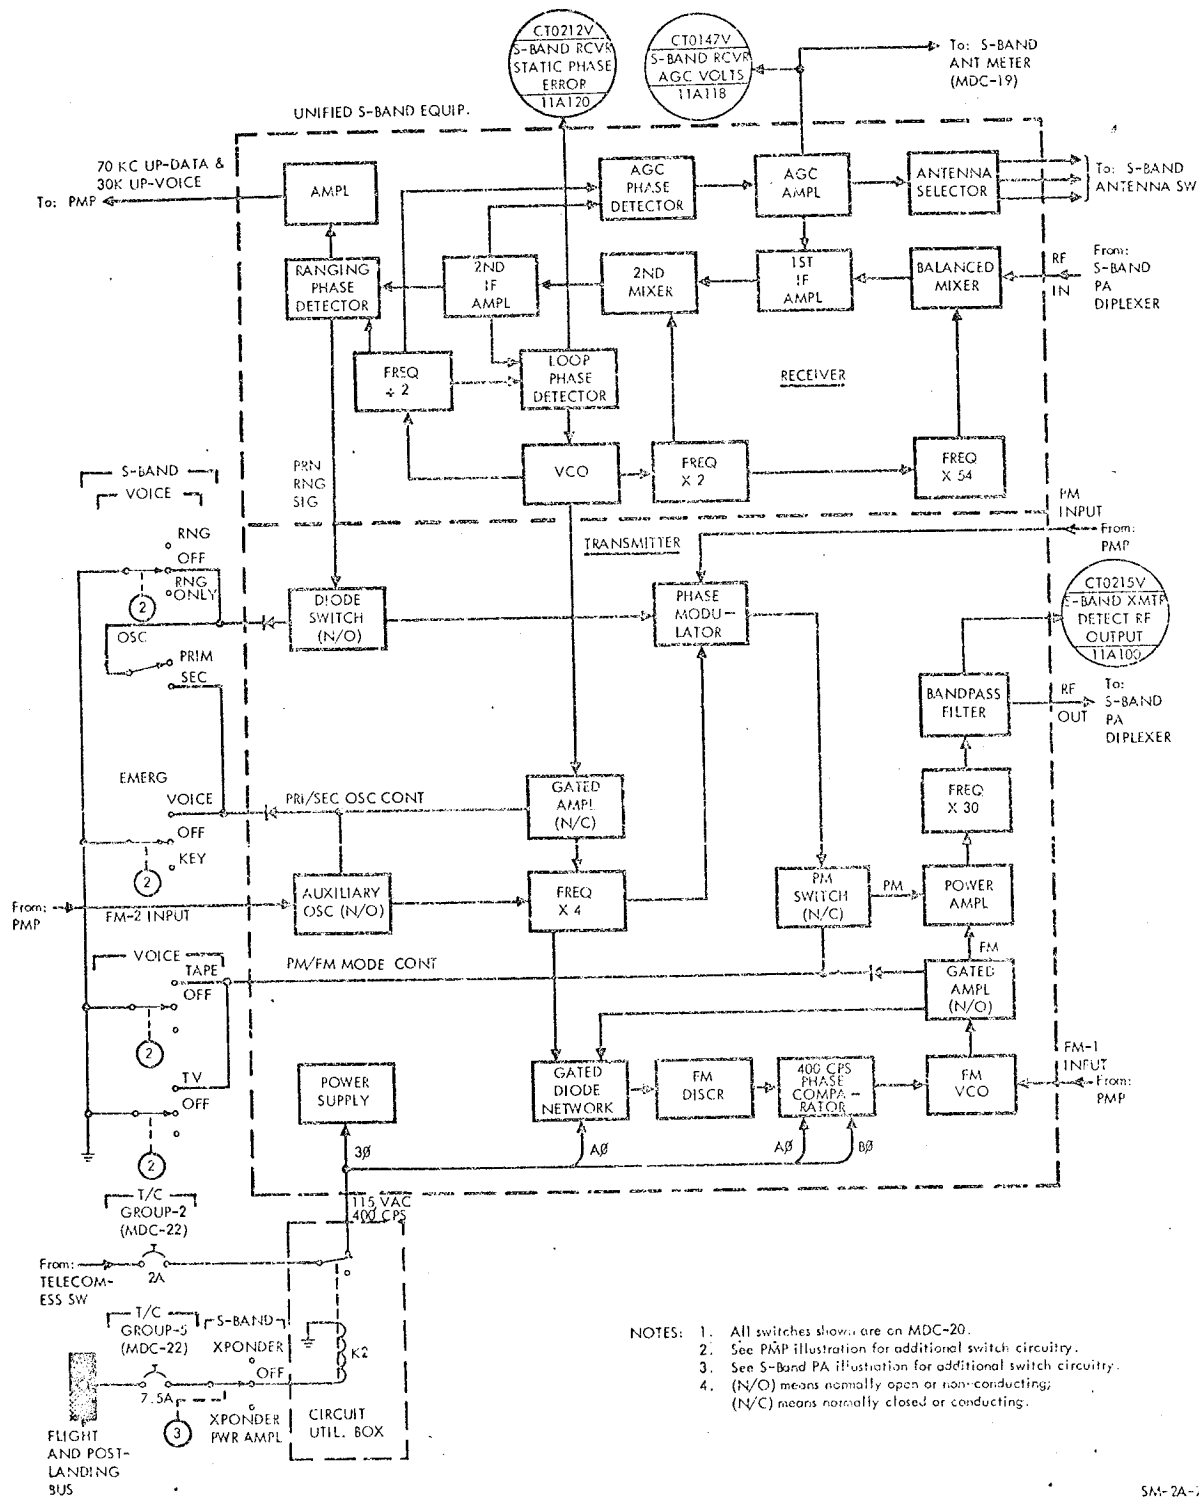 CT0212V
S-BAND RCVR
STATIC PHASE
ERROR
11A120
CT0147V
S-BAND RCVR
AGC VOLTS
11A118
To: S-BAND
ANT METER
(MDC-19)
UNIFIED S-BAND EQUIP.
70 KC UP-DATA &
30K UP-VOICE
To: PMP
AMPL
AGC
PHASE
DETECTOR
AGC
AMPL
ANTENNA
SELECTOR
To: S-BAND
ANTENNA SW
RANGING
PHASE
DETECTOR
2ND
IF
AMPL
2ND
MIXER
1ST
IF
AMPL
BALANCED
MIXER
RF
IN
From:
S-BAND
PA
DIPLEXER
FREQ
÷ 2
LOOP
PHASE
DETECTOR
RECEIVER
VCO
FREQ
X 2
FREQ
X 54
PRN
RNG
SIG
S-BAND
VOICE
RNG
OFF
RNG
ONLY
2
OSC
PRIM
SEC
TRANSMITTER
PM
INPUT
From:
PMP
DIODE
SWITCH
(N/O)
PHASE
MODU-
LATOR
CT0215V
S-BAND XMTR
DETECT RF
OUTPUT
11A100
BANDPASS
FILTER
RF
OUT
To:
S-BAND
PA
DIPLEXER
EMERG
VOICE
OFF
KEY
2
PRI/SEC OSC CONT
GATED
AMPL
(N/C)
FREQ
X 30
From:
PMP
FM-2 INPUT
AUXILIARY
OSC (N/O)
FREQ
X 4
PM
SWITCH
(N/C)
PM
POWER
AMPL
FM
VOICE
TAPE
OFF
2
PM/FM MODE CONT
GATED
AMPL
(N/O)
TV
OFF
2
POWER
SUPPLY
GATED
DIODE
NETWORK
FM
DISCR
400 CPS
PHASE
COMPA-
RATOR
FM
VCO
FM-1
INPUT
From:
PMP
3Ø
AØ
AØ
BØ
115 VAC
400 CPS
T/C
GROUP-2
(MDC-22)
From:
TELECOM-
ESS SW
2A
T/C
GROUP-5
(MDC-22)
S-BAND
XPONDER
OFF
XPONDER
PWR AMPL
7.5A
3
K2
CIRCUIT
UTIL. BOX
FLIGHT
AND POST-
LANDING
BUS
NOTES: 1. All switches shown are on MDC-20.
2. See PMP illustration for additional switch circuitry.
3. See S-Band PA illustration for additional switch circuitry.
4. (N/O) means normally open or non-conducting;
(N/C) means normally closed or conducting.
SM-2A-